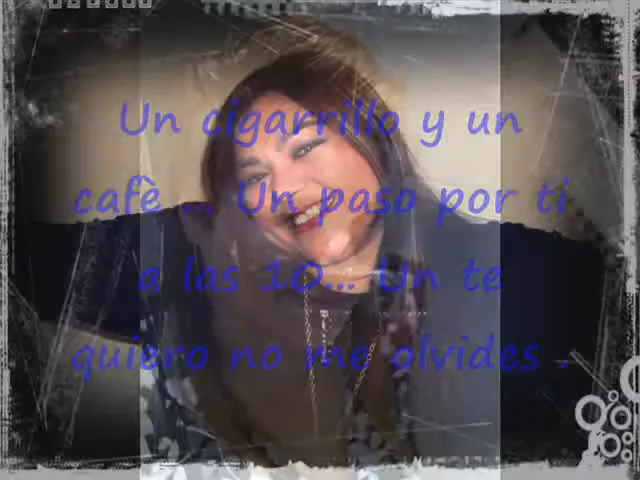 Un cigarrillo y un
cafè ... Un paso por ti
a las 10... Un te
quiero no me olvides .